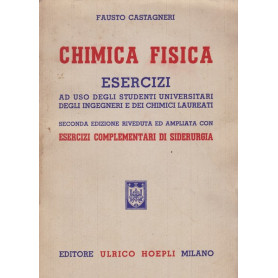 FAUSTO CASTAGNERI
CHIMICA FISICA
ESERCIZI
AD USO DEGLI STUDENTI UNIVERSITARI
DEGLI INGEGNERI E DEI CHIMICI LAUREATI
SECONDA EDIZIONE RIVEDUTA ED AMPLIATA CON
ESERCIZI COMPLEMENTARI DI SIDERURGIA
EDITORE ULRICO HOEPLI MILANO